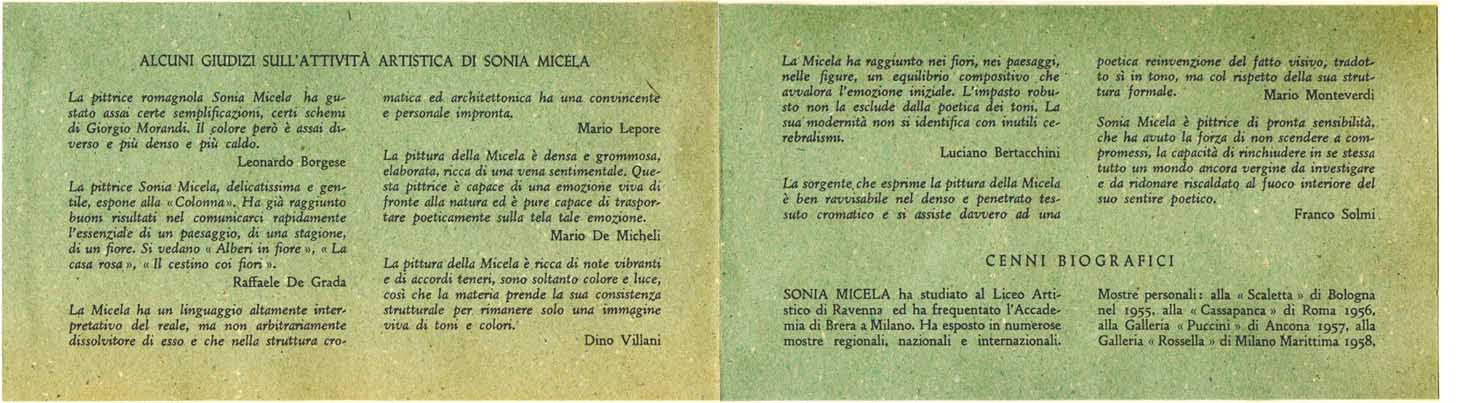 ALCUNI GIUDIZI SULL'ATTIVITÀ ARTISTICA DI SONIA MICELA
La pittrice romagnola Sonia Micela ha gu-
stato assai certe semplificazioni, certi schemi
di Giorgio Morandi. Il colore però è assai di-
verso e più denso e più caldo.
Leonardo Borgese
La pittrice Sonia Micela, delicatissima e gen-
tile, espone alla «Colonna». Ha già raggiunto
buoni risultati nel comunicarci rapidamente
l'essenziale di un paesaggio, di una stagione,
di un fiore. Si vedano « Alberi in fiore », « La
casa rosa », « Il cestino coi fiori ».
Raffaele De Grada
La Micela ha un linguaggio altamente inter-
pretativo del reale, ma non arbitrariamente
dissolvitore di esso e che nella struttura cro-
matica ed architettonica ha una convincente
e personale impronta.
Mario Lepore
La pittura della Micela è densa e grommosa,
elaborata, ricca di una vena sentimentale. Que-
sta pittrice è capace di una emozione viva di
fronte alla natura ed è pure capace di traspor-
tare poeticamente sulla tela tale emozione.
Mario De Micheli
La pittura della Micela è ricca di note vibranti
e di accordi teneri, sono soltanto colore e luce,
così che la materia prende la sua consistenza
strutturale per rimanere solo una immagine
viva di toni e colori.
Dino Villani
La Micela ha raggiunto nei fiori, nei paesaggi,
nelle figure, un equilibrio compositivo che
avvalora l'emozione iniziale. L'impasto robu-
sto non la esclude dalla poetica dei toni. La
sua modernità non si identifica con inutili ce-
rebralismi.
Luciano Bertacchini
La sorgente che esprime la pittura della Micela
è ben ravvisabile nel denso e penetrato tes-
suto cromatico e si assiste davvero ad una
poetica reinvenzione del fatto visivo, tradot-
to sì in tono, ma col rispetto della sua strut-
tura formale.
Mario Monteverdi
Sonia Micela è pittrice di pronta sensibilità,
che ha avuto la forza di non scendere a com-
promessi, la capacità di rinchiudere in se stessa
tutto un mondo ancora vergine da investigare
e da ridonare riscaldato al fuoco interiore del
suo sentire poetico.
Franco Solmi
CENNI BIOGRAFICI
SONIA MICELA ha studiato al Liceo Arti-
stico di Ravenna ed ha frequentato l'Accade-
mia di Brera a Milano. Ha esposto in numerose
mostre regionali, nazionali e internazionali.
Mostre personali: alla « Scaletta » di Bologna
nel 1955, alla « Cassapanca » di Roma 1956,
alla Galleria « Puccini » di Ancona 1957, alla
Galleria « Rossella » di Milano Marittima 1958,